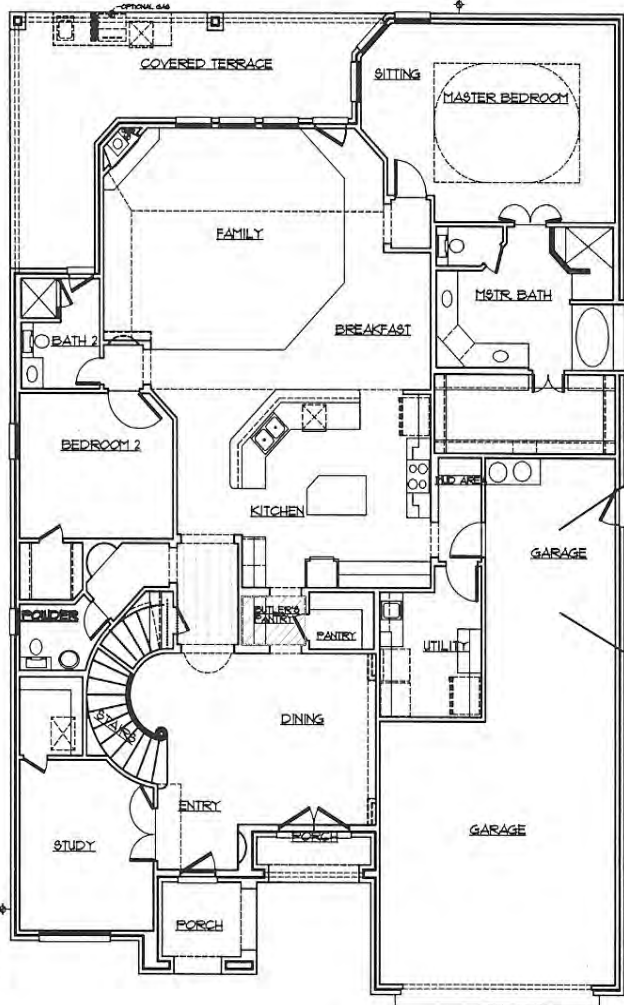 OPTIONAL GAS
COVERED TERRACE
SITTING
MASTER BEDROOM
FAMILY
MSTR. BATH
BREAKFAST
BATH 2
BEDROOM 2
MUD AREA
KITCHEN
GARAGE
POWDER
BUTLER'S
PANTRY
PANTRY
UTILITY
STAIRS
DINING
ENTRY
GARAGE
PORCH
STUDY
PORCH